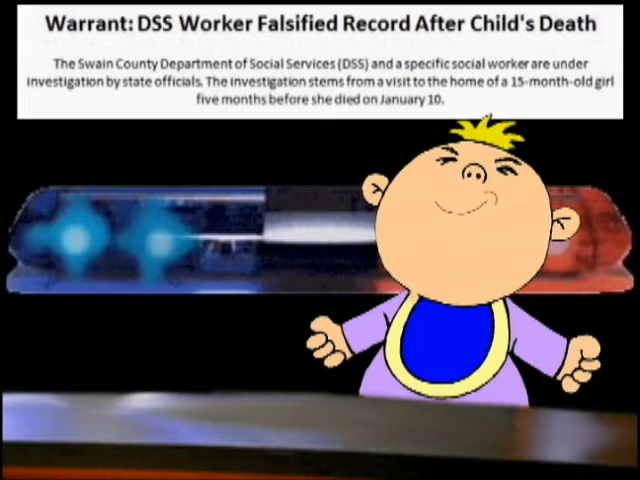 Warrant: DSS Worker Falsified Record After Child's Death
The Swain County Department of Social Services (DSS) and a specific social worker are under
investigation by state officials. The investigation stems from a visit to the home of a 15-month-old girl
five months before she died on January 10.